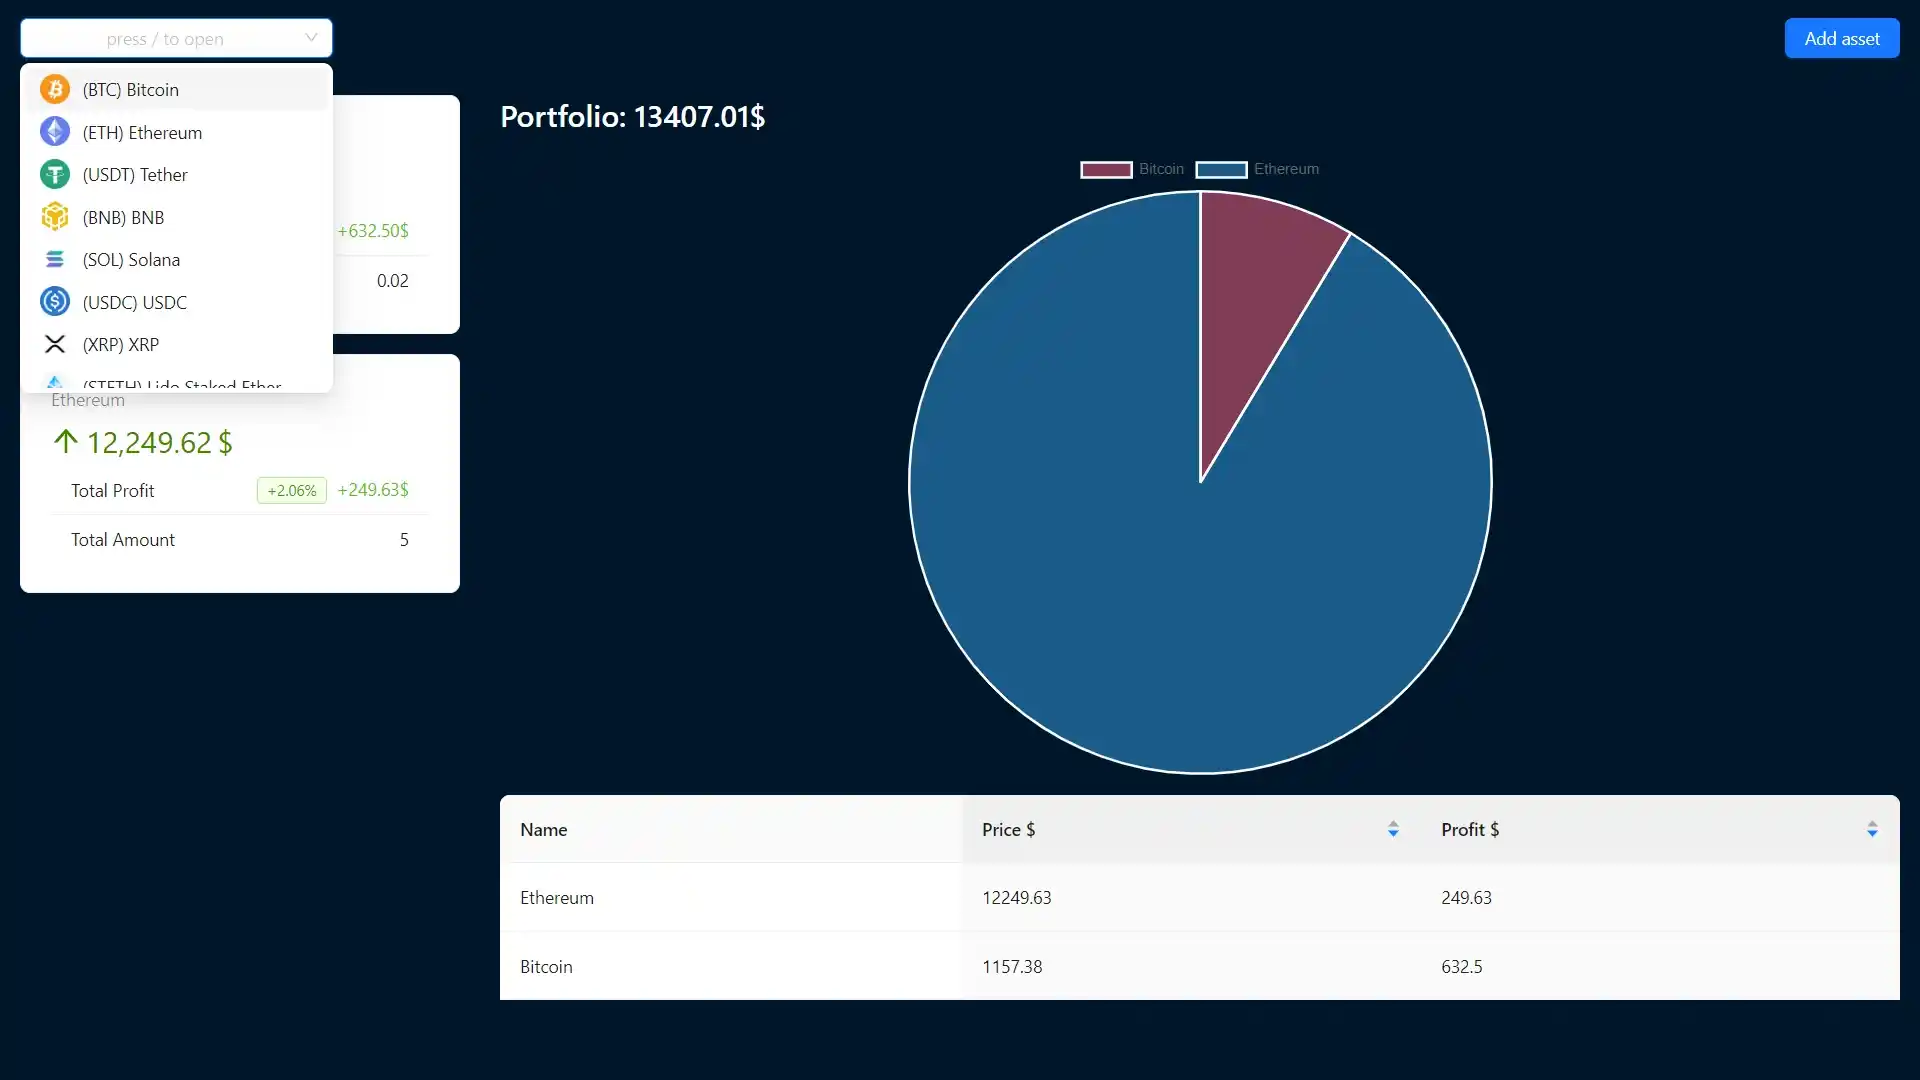 press / to open
Add asset
(BTC) Bitcoin
(ETH) Ethereum
(USDT) Tether
(BNB) BNB
(SOL) Solana
(USDC) USDC
(XRP) XRP
(STETH) Lido Staked Ether
+632.50$
0.02
Ethereum
12,249.62 $
Total Profit +2.06% +249.63$
Total Amount 5
Portfolio: 13407.01$
Bitcoin Ethereum
Name Price $ Profit $
Ethereum 12249.63 249.63
Bitcoin 1157.38 632.5